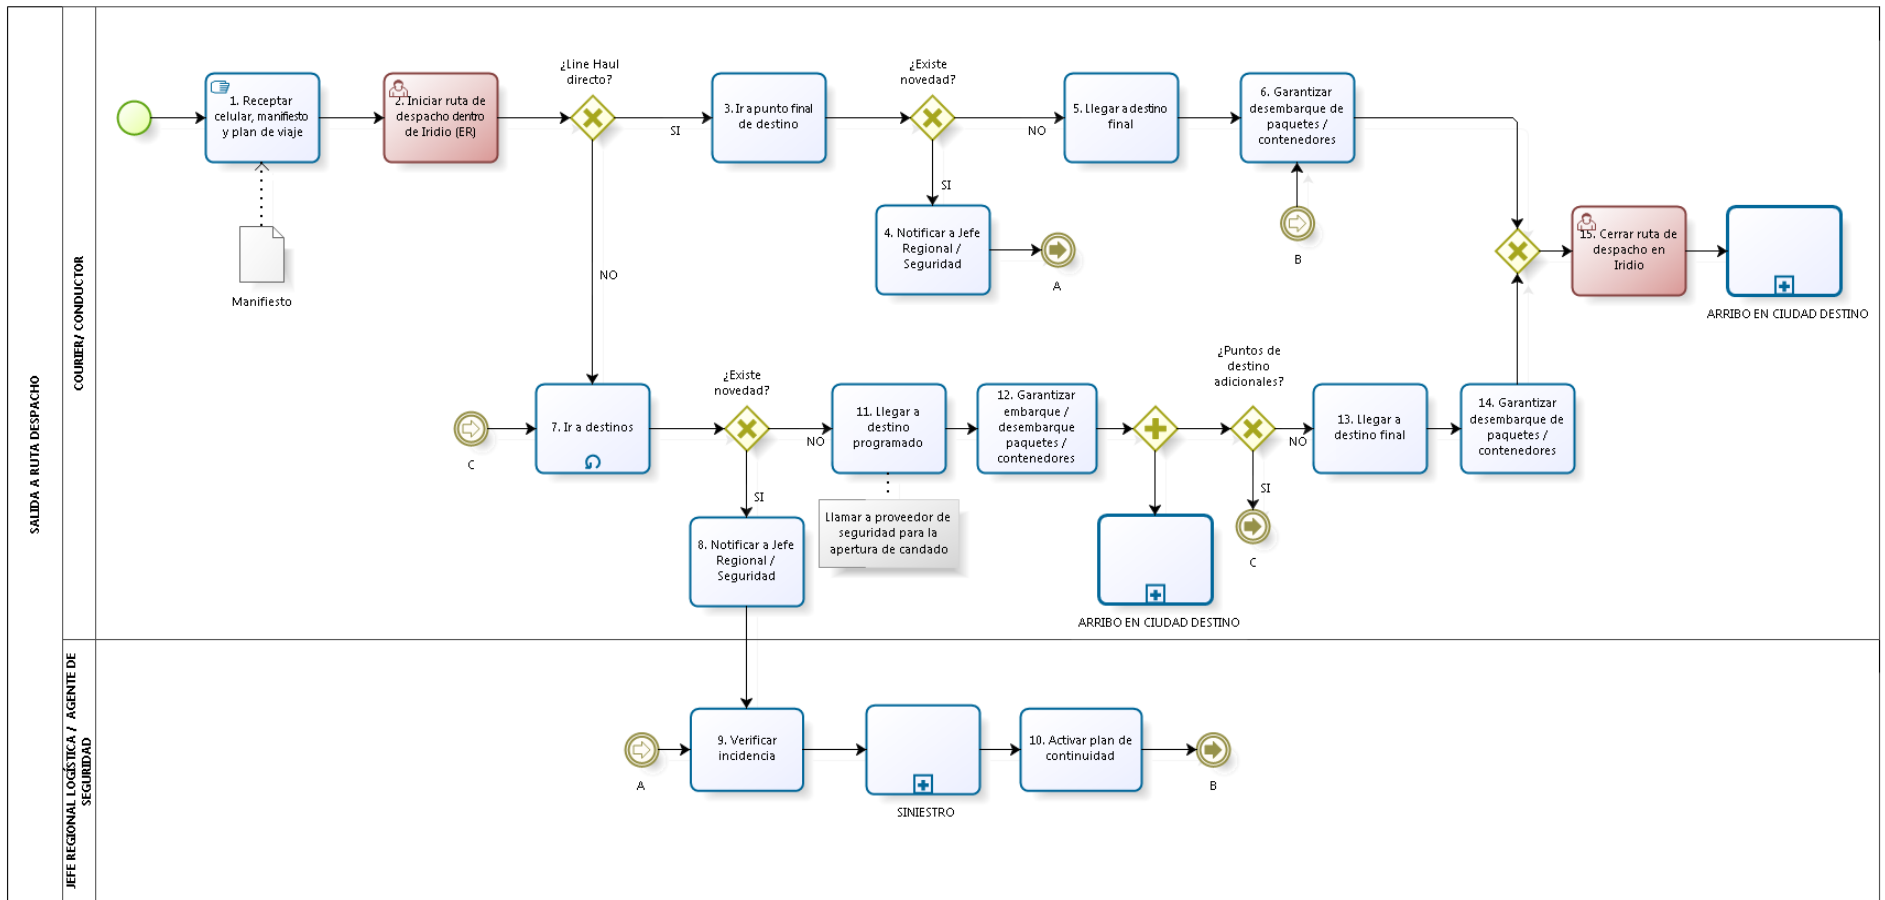 SALIDA A RUTA DESPACHO
COURIER/ CONDUCTOR
¿Line Haul
directo?
¿Existe
novedad?
1. Receptar
celular, manifiesto
y plan de viaje
2. Iniciar ruta de
despacho dentro
de Iridio (ER)
SI
3. Ir a punto final
de destino
NO
5. Llegar a destino
final
6. Garantizar
desembarque de
paquetes /
contenedores
SI
4. Notificar a Jefe
Regional /
Seguridad
A
B
15. Cerrar ruta de
despacho en
Iridio
ARRIBO EN CIUDAD DESTINO
Manifiesto
NO
¿Existe
novedad?
¿Puntos de
destino
adicionales?
C
7. Ir a destinos
NO
11. Llegar a
destino
programado
12. Garantizar
embarque /
desembarque
paquetes /
contenedores
NO
13. Llegar a
destino final
14. Garantizar
desembarque de
paquetes /
contenedores
SI
SI
C
Llamar a proveedor de
seguridad para la
apertura de candado
8. Notificar a Jefe
Regional /
Seguridad
ARRIBO EN CIUDAD DESTINO
JEFE REGIONAL LOGÍSTICA / AGENTE DE
SEGURIDAD
A
9. Verificar
incidencia
SINIESTRO
10. Activar plan de
continuidad
B